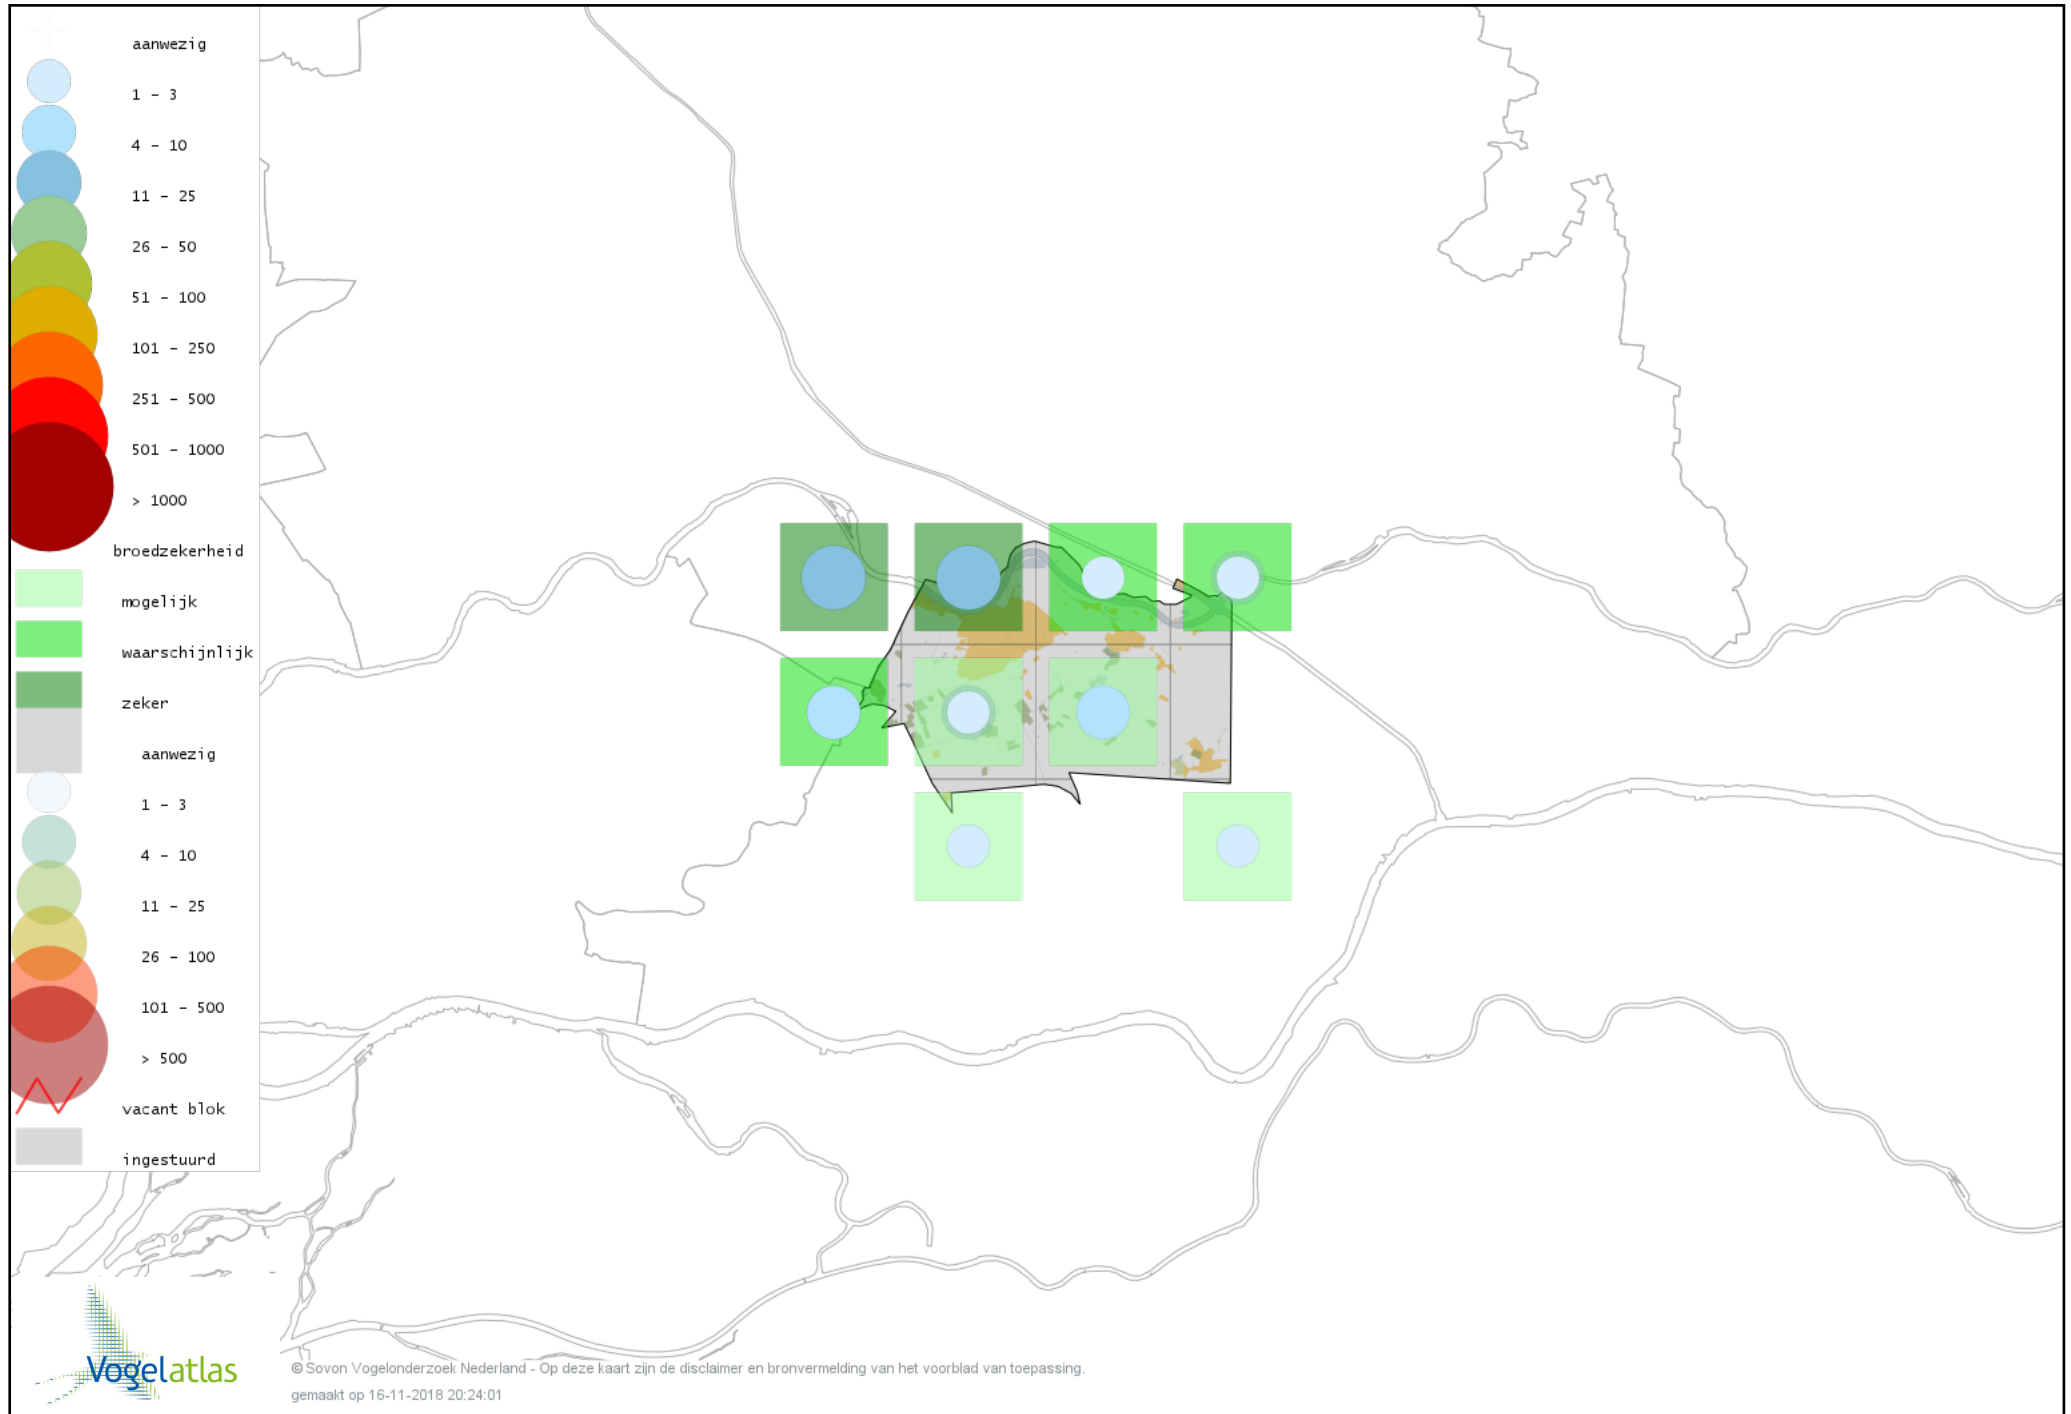 aanwezig
1 - 3
4 - 10
11 - 25
26 - 50
51 - 100
101 - 250
251 - 500
501 - 1000
> 1000
broedzekerheid
mogelijk
waarschijnlijk
zeker
aanwezig
1 - 3
4 - 10
11 - 25
26 - 100
101 - 500
> 500
vacant blok
ingestuurd
Vogelatlas
© Sovon Vogelonderzoek Nederland - Op deze kaart zijn de disclaimer en bronvermelding van het voorblad van toepassing.
gemaakt op 16-11-2018 20:24:01